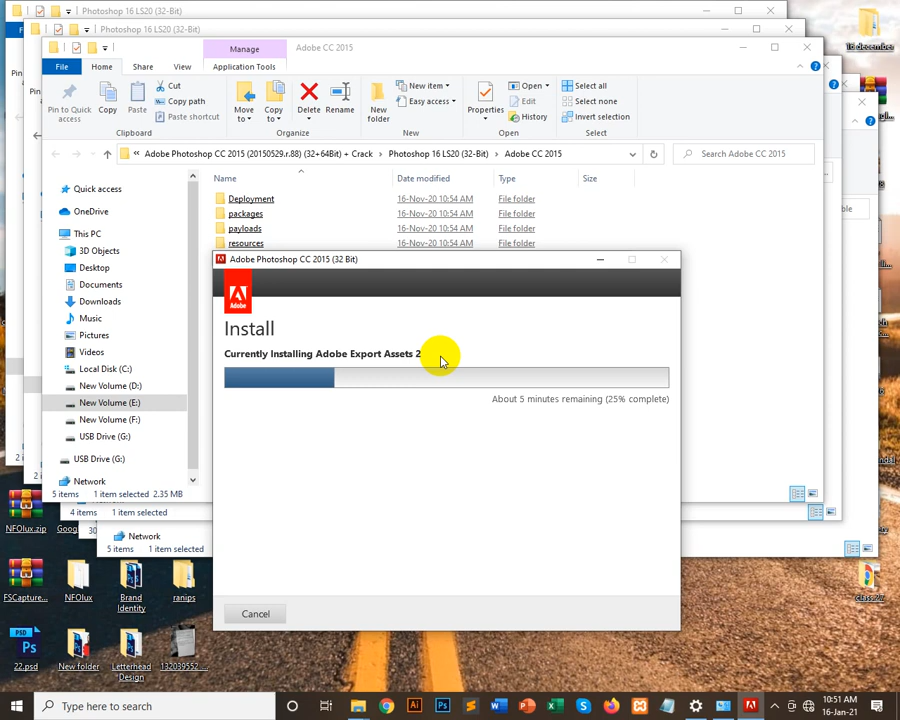 Photoshop 16 LS20 (32-Bit)
Photoshop 16 LS20 (32-Bit)
Manage
Adobe CC 2015
File
Home
Share
View
Application Tools
Pin to Quick access
Copy
Paste
Cut
Copy path
Paste shortcut
Clipboard
Move to
Copy to
Delete
Rename
Organize
New folder
New item
Easy access
New
Properties
Open
Edit
History
Open
Select all
Select none
Invert selection
Select
« Adobe Photoshop CC 2015 (20150529.r.88) (32+64Bit) + Crack > Photoshop 16 LS20 (32-Bit) > Adobe CC 2015
Search Adobe CC 2015
Name
Date modified
Type
Size
Deployment 16-Nov-20 10:54 AM File folder
packages 16-Nov-20 10:54 AM File folder
payloads 16-Nov-20 10:54 AM File folder
resources 16-Nov-20 10:54 AM File folder
Quick access
OneDrive
This PC
3D Objects
Desktop
Documents
Downloads
Music
Pictures
Videos
Local Disk (C:)
New Volume (D:)
New Volume (E:)
New Volume (F:)
USB Drive (G:)
USB Drive (G:)
Network
5 items 1 item selected 2.35 MB
4 items 1 item selected
Network
5 items 1 item selected
Adobe Photoshop CC 2015 (32 Bit)
Adobe
Install
Currently Installing Adobe Export Assets 2
About 5 minutes remaining (25% complete)
Cancel
16 december
NFOlux.zip
FSCapture...
NFOlux
Brand Identity
ranips
22.psd
New folder
Letterhead Design
132039552...
Type here to search
10:51 AM
16-Jan-21